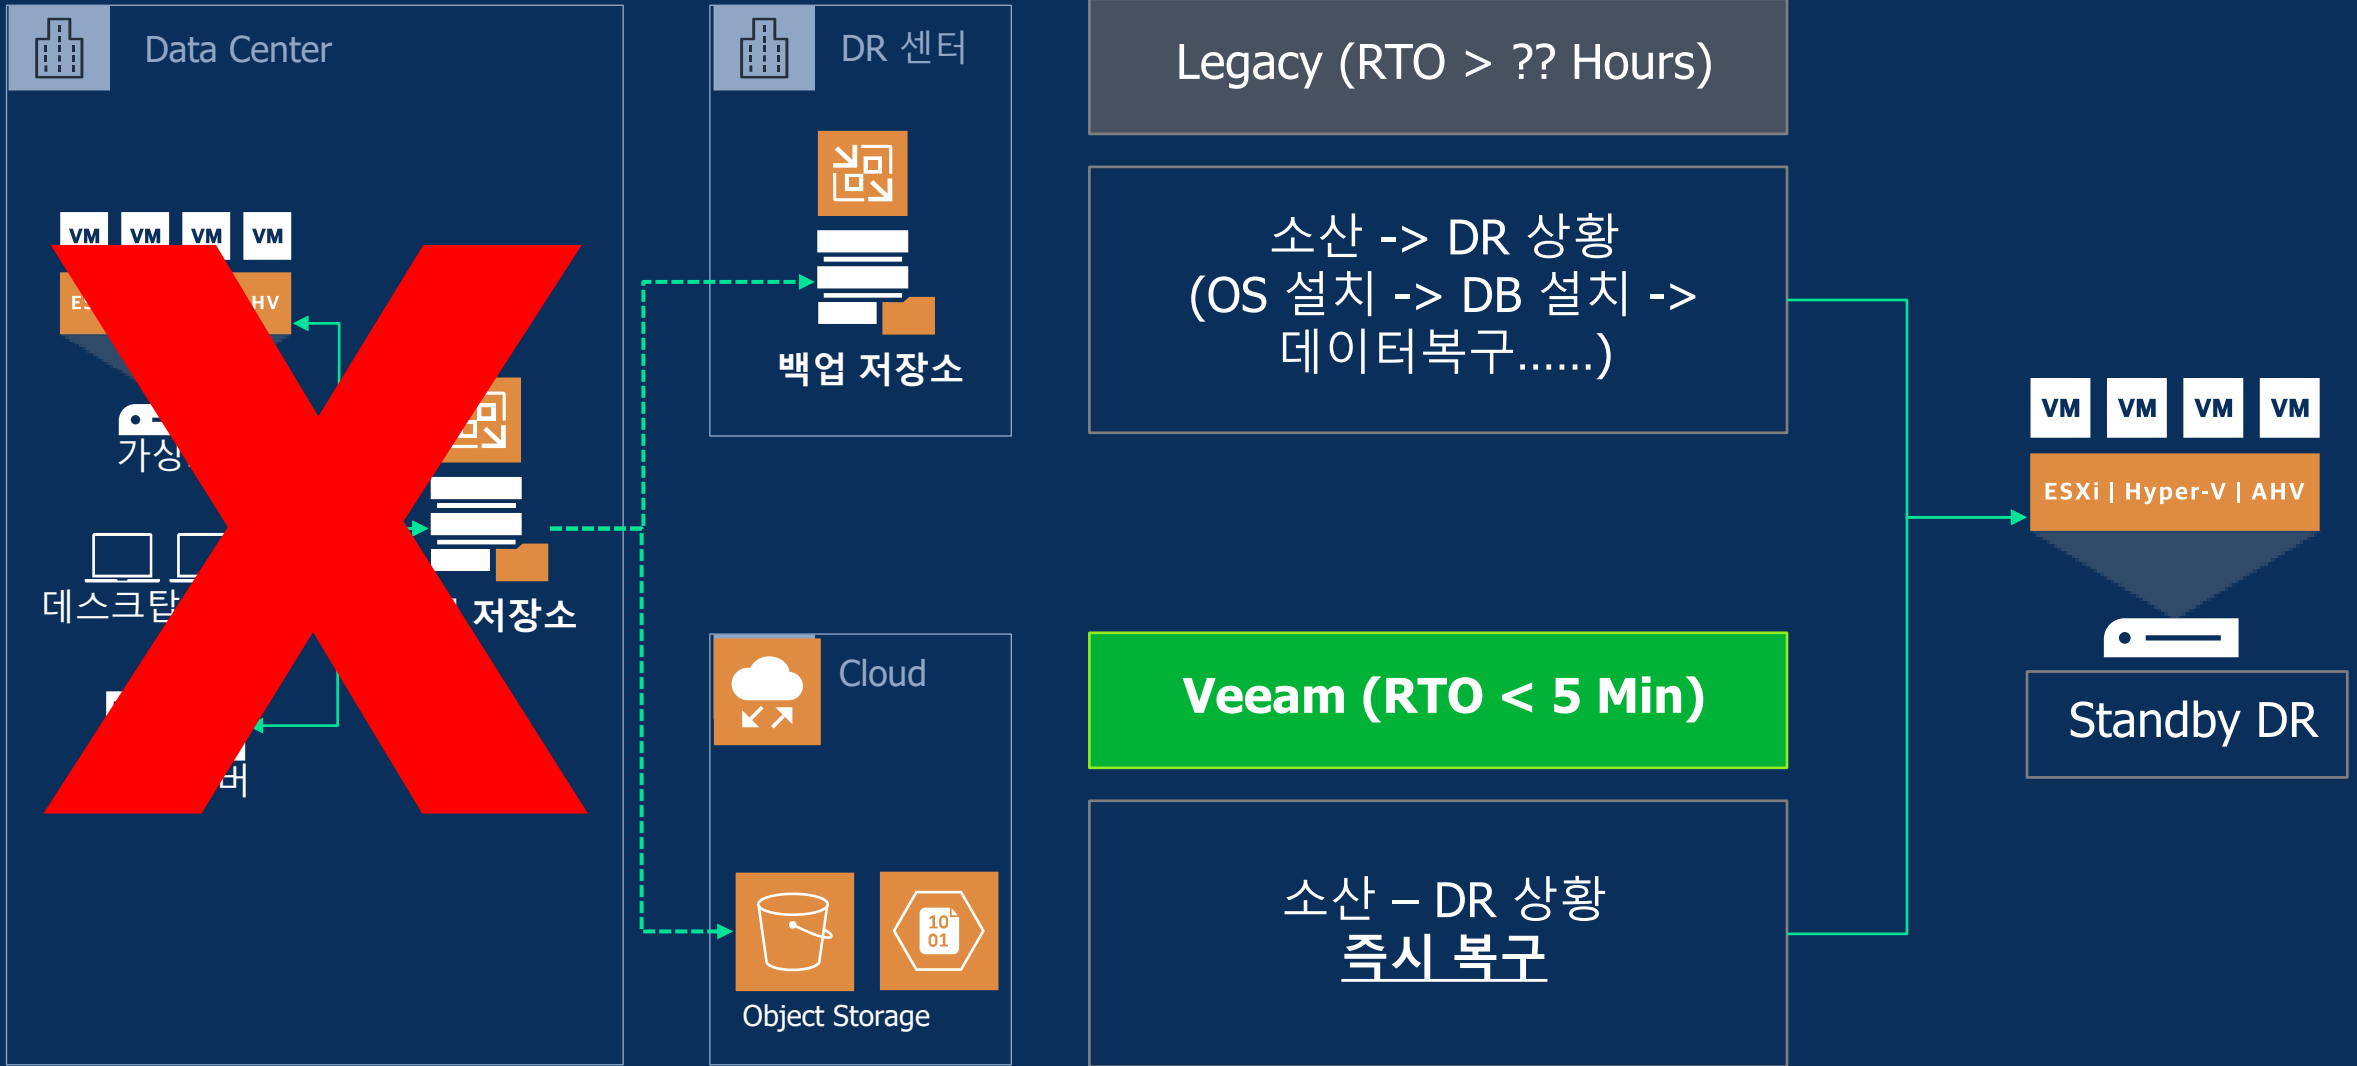 Data Center
VM VM VM VM
HV
데스크탑
저장소
DR 센터
백업 저장소
Cloud
10
01
Object Storage
Legacy (RTO > ?? Hours)
소산 -> DR 상황
(OS 설치 -> DB 설치 ->
데이터복구......)
Veeam (RTO < 5 Min)
소산 – DR 상황
즉시 복구
VM VM VM VM
ESXi | Hyper-V | AHV
Standby DR